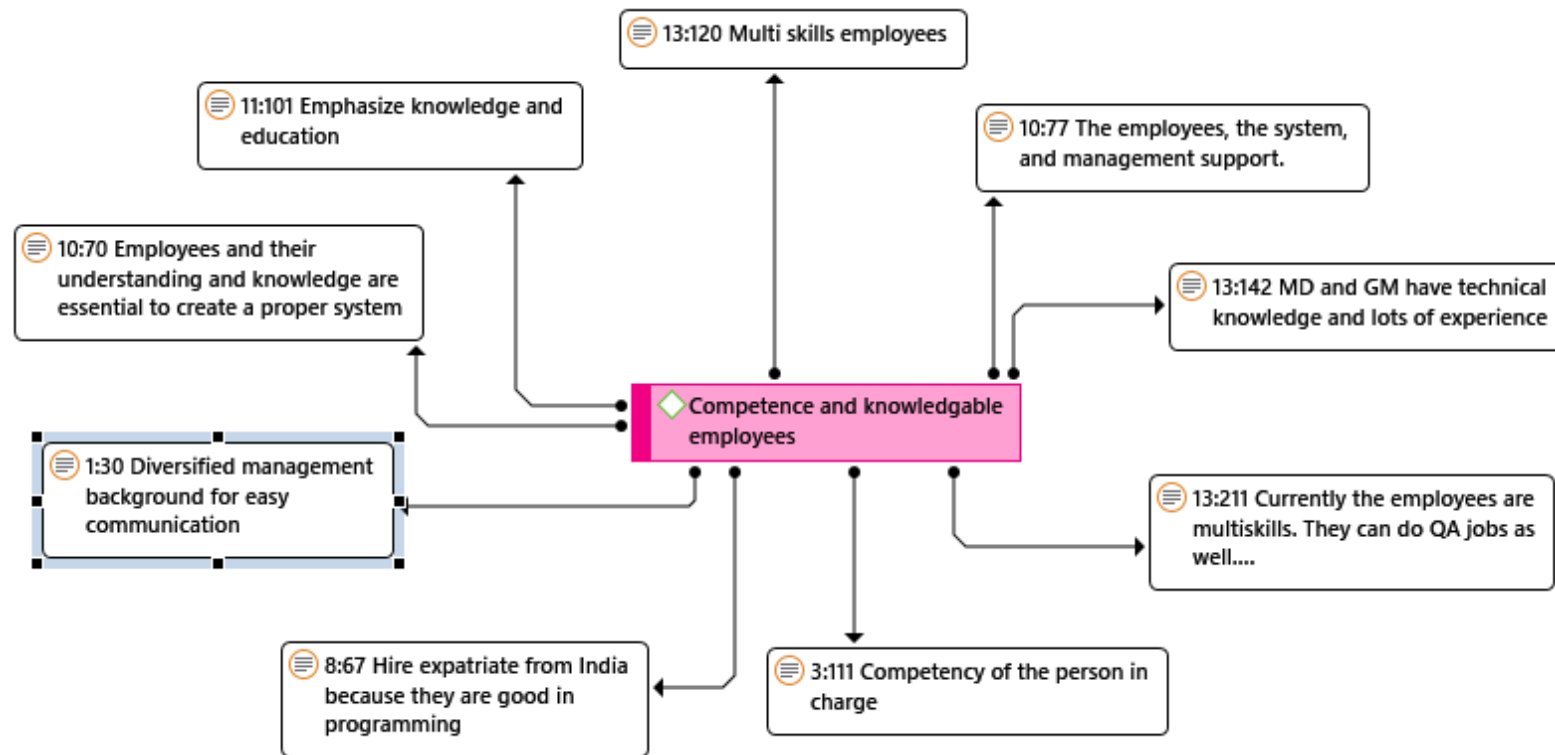 13:120 Multi skills employees
11:101 Emphasize knowledge and
education
10:77 The employees, the system,
and management support.
10:70 Employees and their
understanding and knowledge are
essential to create a proper system
13:142 MD and GM have technical
knowledge and lots of experience
Competence and knowledgable
employees
1:30 Diversified management
background for easy
communication
13:211 Currently the employees are
multiskills. They can do QA jobs as
well....
8:67 Hire expatriate from India
because they are good in
programming
3:111 Competency of the person in
charge